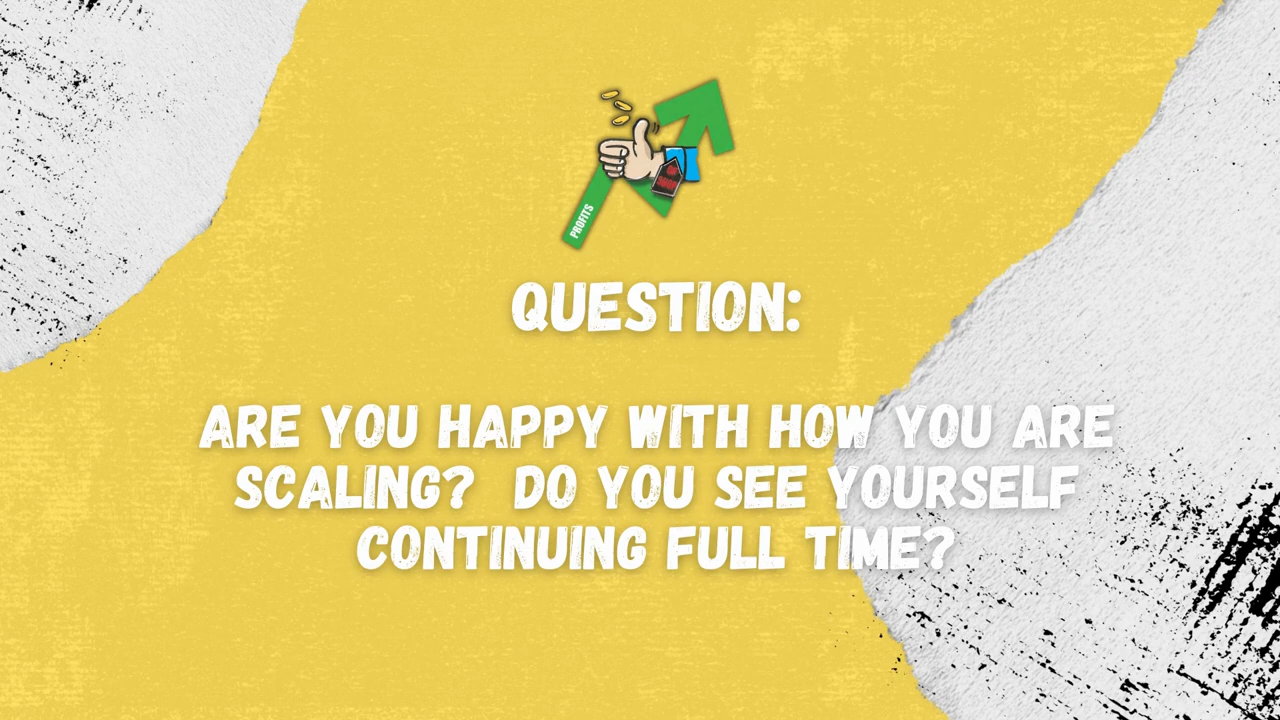 PROFITS
QUESTION:
ARE YOU HAPPY WITH HOW YOU ARE
SCALING? DO YOU SEE YOURSELF
CONTINUING FULL TIME?